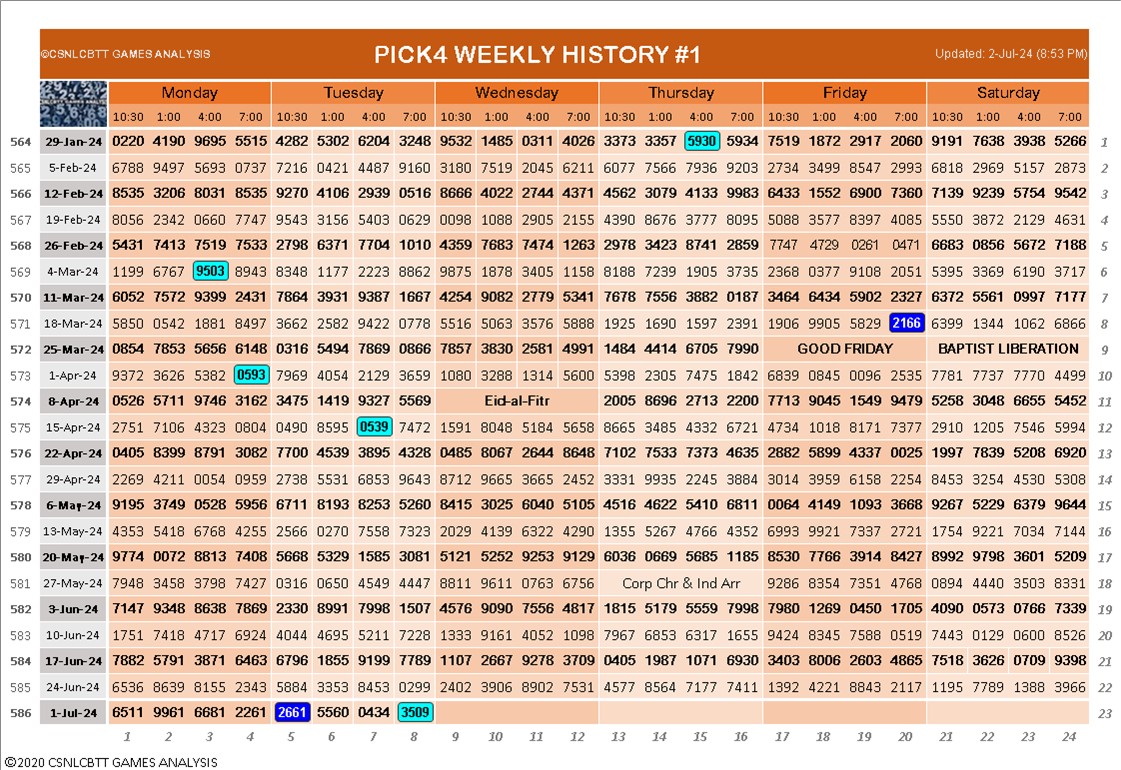 ©CSNLCBTT GAMES ANALYSIS PICK4 WEEKLY HISTORY #1 Updated: 2-Jul-24 (8:53 PM)
Monday Tuesday Wednesday Thursday Friday Saturday
10:30 1:00 4:00 7:00 10:30 1:00 4:00 8:00 10:30 1:00 4:00 7:00 10:30 1:00 4:00 7:00 10:30 1:00 4:00 7:00 10:30 1:00 4:00 7:00
564 29-Jan-24 0220 4190 9695 5515 4282 5302 6204 3248 9532 1485 0311 4026 3373 3357 5930 5934 7519 1872 2917 2060 9191 7638 3938 5266 1
565 5-Feb-24 6788 9497 5693 0737 7216 0421 4487 9160 3180 7519 2045 6211 6077 7566 7936 9203 2734 3499 8547 2993 6818 2969 5157 2873 2
566 12-Feb-24 8535 3206 8031 8535 9270 4106 2939 0516 8666 4022 2744 4371 4562 3079 4133 9983 6433 1552 6900 7360 7139 9239 5754 9542 3
567 19-Feb-24 8056 2342 0660 7747 9543 3156 5403 0629 0098 1088 2905 2155 4390 8676 3777 8095 5088 3577 8397 4085 5550 3872 2129 4631 4
568 26-Feb-24 5431 7413 7519 7533 2798 6371 7704 1010 4359 7683 7474 1263 2978 3423 8741 2859 7747 4729 0261 0471 6683 0856 5672 7188 5
569 4-Mar-24 1199 6767 9503 8943 8348 1177 2223 8862 9875 1878 3405 1158 8188 7239 1905 3735 2368 0377 9108 2051 5395 3369 6190 3717 6
570 11-Mar-24 6052 7572 9399 2431 7864 3931 9387 1667 4254 9082 2779 5341 7678 7556 3882 0187 3464 6434 5902 2327 6372 5561 0997 7177 7
571 18-Mar-24 5850 0542 1881 8497 3662 2582 9422 0778 5516 5063 3576 5888 1925 1690 1597 2391 1906 9905 5829 2166 6399 1344 1062 6866 8
572 25-Mar-24 0854 7853 5656 6148 0316 5494 7869 0866 7857 3830 2581 4991 1484 4414 6705 7990 GOOD FRIDAY BAPTIST LIBERATION 9
573 1-Apr-24 9372 3626 5382 0593 7969 4054 2129 3659 1080 3288 1314 5600 5398 2305 7475 1842 6839 0845 0096 2535 7781 7737 7770 4499 10
574 8-Apr-24 0526 5711 9746 3162 3475 1419 9327 5569 Eid-al-Fitr 2005 8696 2713 2200 7713 9045 1549 9479 5258 3048 6655 5452 11
575 15-Apr-24 2751 7106 4323 0804 0490 8595 0539 7472 1591 8048 5184 5658 8665 3485 4332 6721 4734 1018 8171 7377 2910 1205 7546 5994 12
576 22-Apr-24 0405 8399 8791 3082 7700 4539 3895 4328 0485 8067 2644 8648 7102 7533 7373 4635 2882 5899 4337 0025 1997 7839 5208 6920 13
577 29-Apr-24 2269 4211 0054 0959 2738 5531 6853 9643 8712 9665 3665 2452 3331 9935 2245 3884 3014 3959 6158 2254 8453 3254 4530 5308 14
578 6-May-24 9195 3749 0528 5956 6711 8193 8253 5260 8415 3025 6040 5105 4516 4622 5410 6811 0064 4149 1093 3668 9267 5229 6379 9644 15
579 13-May-24 4353 5418 6768 4255 2566 0270 7558 7323 2029 4139 6322 4290 1355 5267 4766 4352 6993 9921 7337 2721 1754 9221 7034 7144 16
580 20-May-24 9774 0072 8813 7408 5668 5329 1585 3081 5121 5252 9253 9129 6036 0669 5685 1185 8530 7766 3914 8427 8992 9798 3601 5209 17
581 27-May-24 7948 3458 3798 7427 0316 0650 4549 4447 8811 9611 0763 6756 Corp Chr & Ind Arr 9286 8354 7351 4768 0894 4440 3503 8331 18
582 3-Jun-24 7147 9348 8638 7869 2330 8991 7998 1507 4576 9090 7556 4817 1815 5179 5559 7998 7980 1269 0450 1705 4090 0573 0766 7339 19
583 10-Jun-24 1751 7418 4717 6924 4044 4695 5211 7228 1333 9161 4052 1098 7967 6853 6317 1655 9424 8345 7588 0519 7443 0129 0600 8526 20
584 17-Jun-24 7882 5791 3871 6463 6796 1855 9199 7789 1107 2667 9278 3709 0405 1987 1071 6930 3403 8006 2603 4865 7518 3626 0709 9398 21
585 24-Jun-24 6536 8639 8155 2343 5884 3353 8453 0299 2402 3906 8902 7531 4577 8564 7177 7411 1392 4221 8843 2117 1195 7789 1388 3966 22
586 1-Jul-24 6511 9961 6681 2261 2661 5560 0434 3509 23
1 2 3 4 5 6 7 8 9 10 11 12 13 14 15 16 17 18 19 20 21 22 23 24
©2020 CSNLCBTT GAMES ANALYSIS